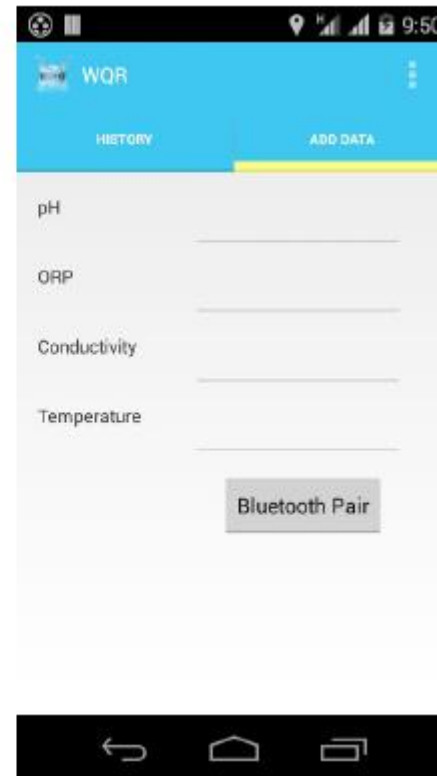 9:50
WQR
HISTORY ADD DATA
pH
ORP
Conductivity
Temperature
Bluetooth Pair